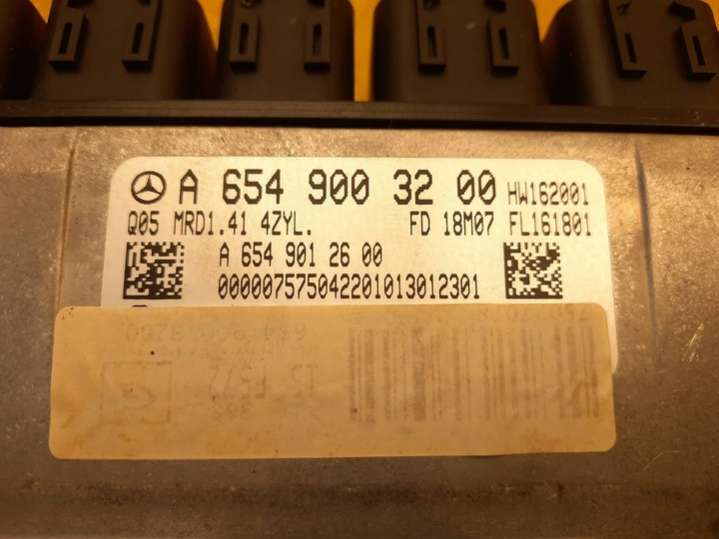 A 654 900 32 00 HW162001
Q05 MRD1.41 4ZYL. FD 18M07 FL161801
A 654 901 26 00
000007575042201013012301